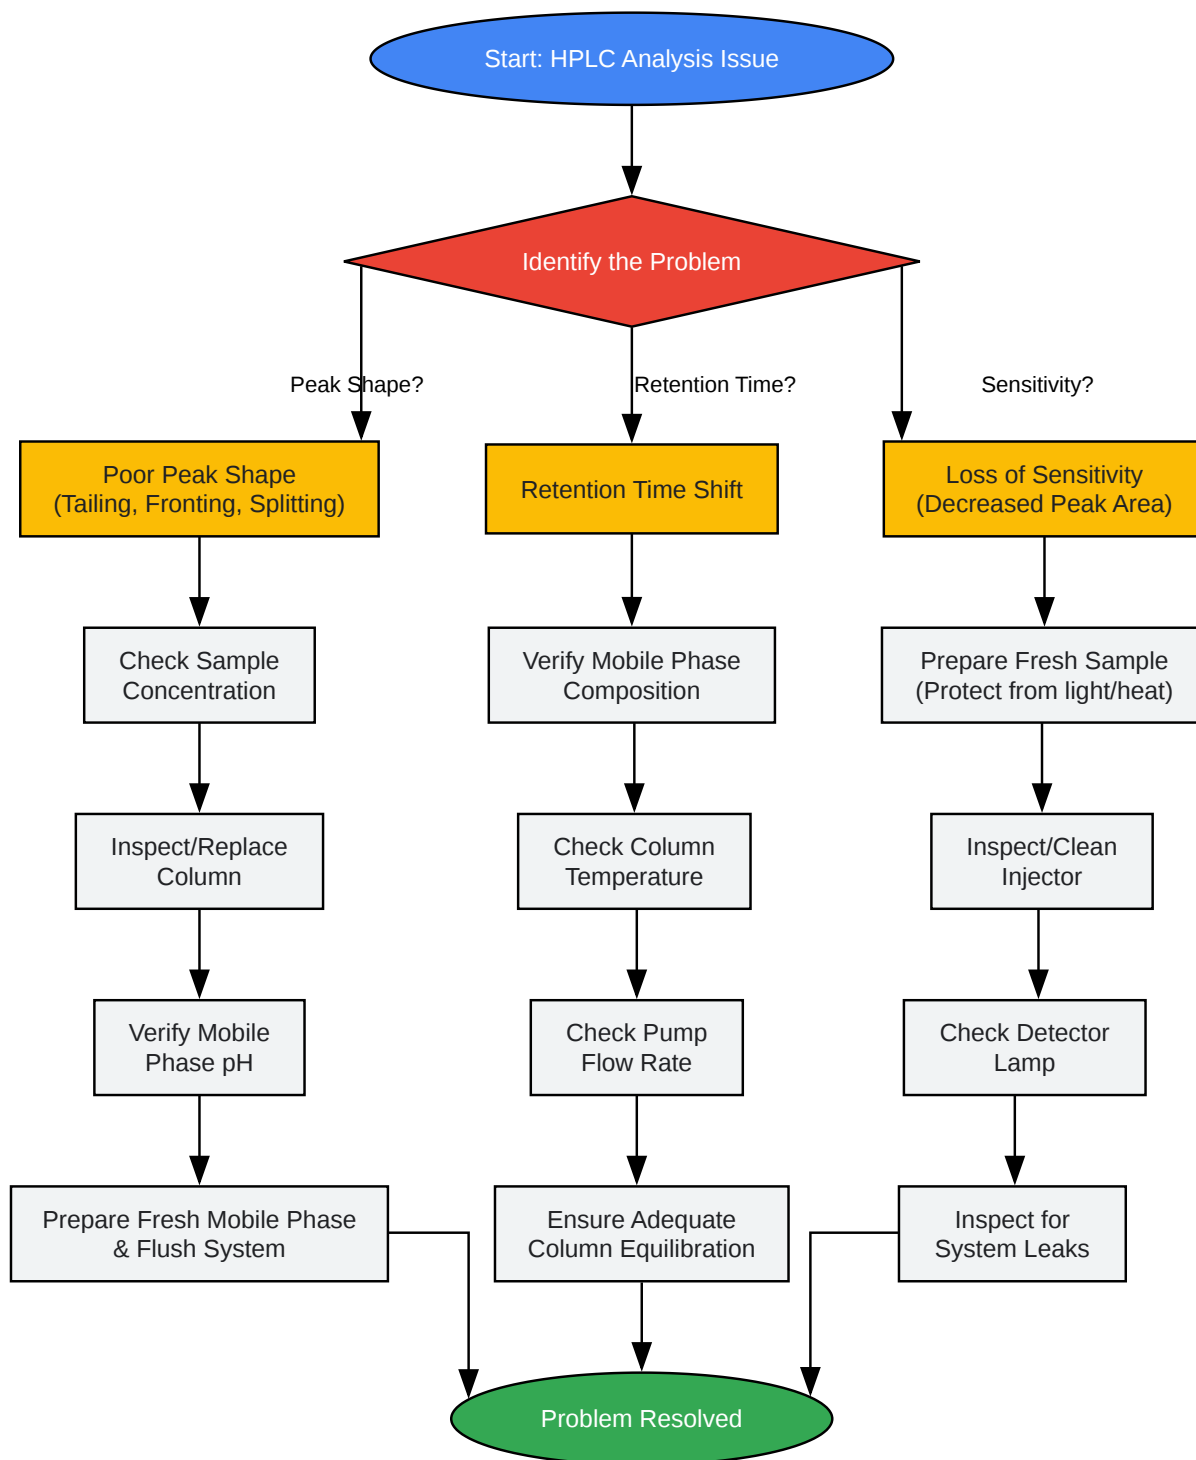 Start: HPLC Analysis Issue
Identify the Problem
Peak Shape?
Retention Time?
Sensitivity?
Poor Peak Shape
(Tailing, Fronting, Splitting)
Retention Time Shift
Loss of Sensitivity
(Decreased Peak Area)
Check Sample
Concentration
Verify Mobile Phase
Composition
Prepare Fresh Sample
(Protect from light/heat)
Inspect/Replace
Column
Check Column
Temperature
Inspect/Clean
Injector
Verify Mobile
Phase pH
Check Pump
Flow Rate
Check Detector
Lamp
Prepare Fresh Mobile Phase
& Flush System
Ensure Adequate
Column Equilibration
Inspect for
System Leaks
Problem Resolved